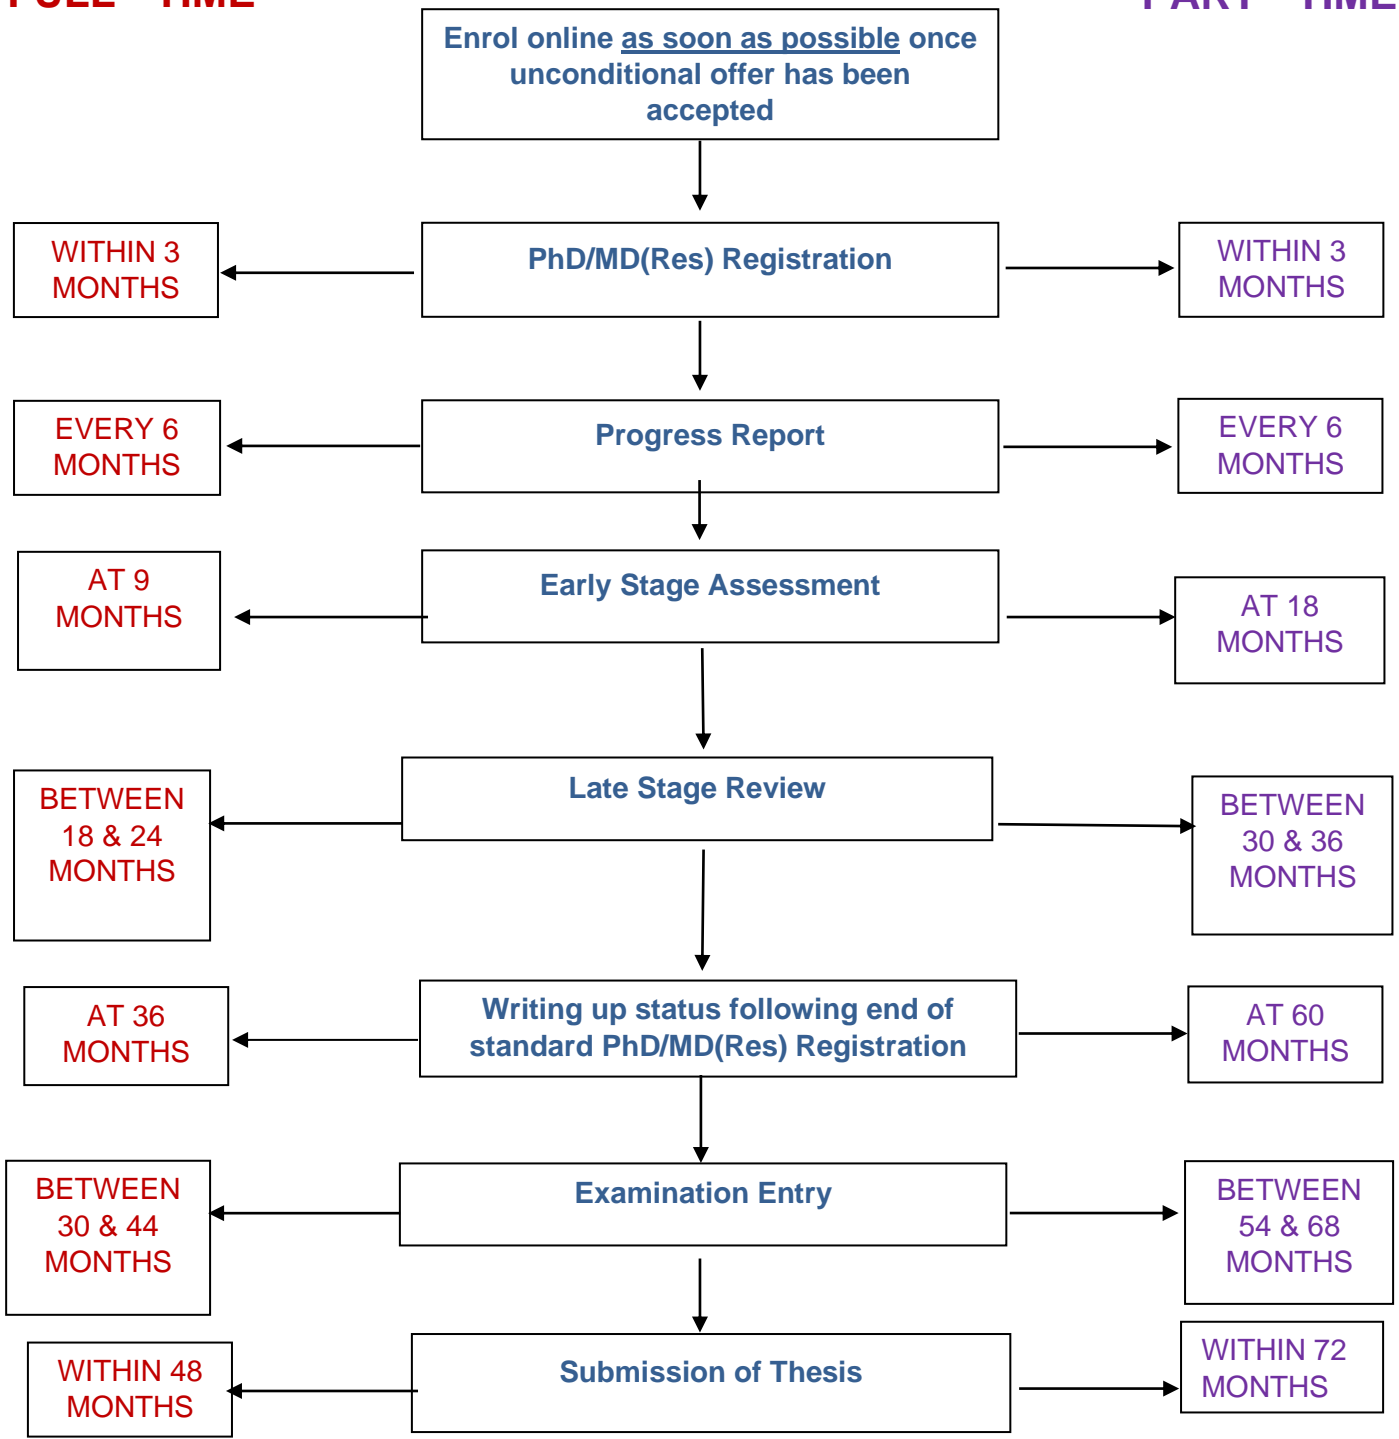 FULL - TIME
PART - TIME
Enrol online as soon as possible once
unconditional offer has been
accepted
WITHIN 3
MONTHS
PhD/MD(Res) Registration
WITHIN 3
MONTHS
EVERY 6
MONTHS
Progress Report
EVERY 6
MONTHS
AT 9
MONTHS
Early Stage Assessment
AT 18
MONTHS
BETWEEN
18 & 24
MONTHS
Late Stage Review
BETWEEN
30 & 36
MONTHS
AT 36
MONTHS
Writing up status following end of
standard PhD/MD(Res) Registration
AT 60
MONTHS
BETWEEN
30 & 44
MONTHS
Examination Entry
BETWEEN
54 & 68
MONTHS
WITHIN 48
MONTHS
Submission of Thesis
WITHIN 72
MONTHS